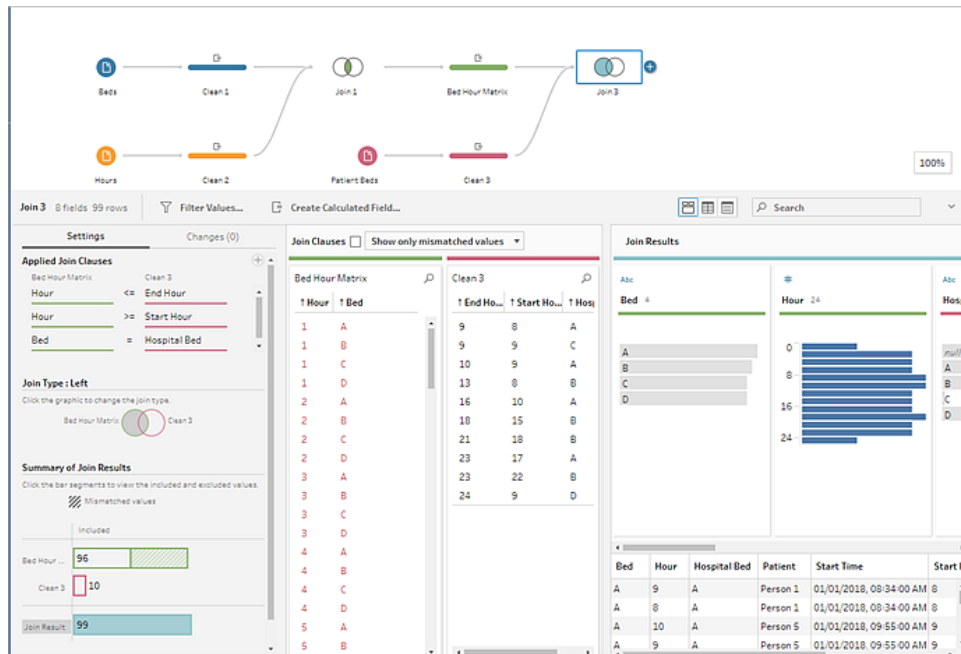 Beds Clean 1 Join 1 Bed Hour Matrix Join 3
Hours Clean 2 Patient Beds Clean 3
100%
Join 3 8 fields 99 rows Filter Values... Create Calculated Field... Search
Settings Changes (0)
Applied Join Clauses
Bed Hour Matrix Clean 3
Hour <= End Hour
Hour >= Start Hour
Bed = Hospital Bed
Join Type : Left
Click the graphic to change the join type.
Bed Hour Matrix Clean 3
Summary of Join Results
Click the bar segments to view the included and excluded values.
Mismatched values
Included
Bed Hour ... 96
Clean 3 10
Join Result 99
Join Clauses Show only mismatched values
Bed Hour Matrix
Hour Bed
1 A
1 B
1 C
1 D
2 A
2 B
2 C
2 D
3 A
3 B
3 C
3 D
4 A
4 B
4 C
4 D
5 A
5 B
Clean 3
End Ho... Start Ho... Hosp
9 8 A
9 9 C
10 9 A
13 8 B
16 10 A
18 15 B
21 18 B
23 17 A
23 22 B
24 9 D
Join Results
Abc
Bed 4
A
B
C
D
#
Hour 24
0
8
16
24
Abc
Hosp
null
A
B
C
D
Bed Hour Hospital Bed Patient Start Time Start
A 9 A Person 1 01/01/2018, 08:34:00 AM 8
A 8 A Person 1 01/01/2018, 08:34:00 AM 8
A 10 A Person 5 01/01/2018, 09:55:00 AM 9
A 9 A Person 5 01/01/2018, 09:55:00 AM 9